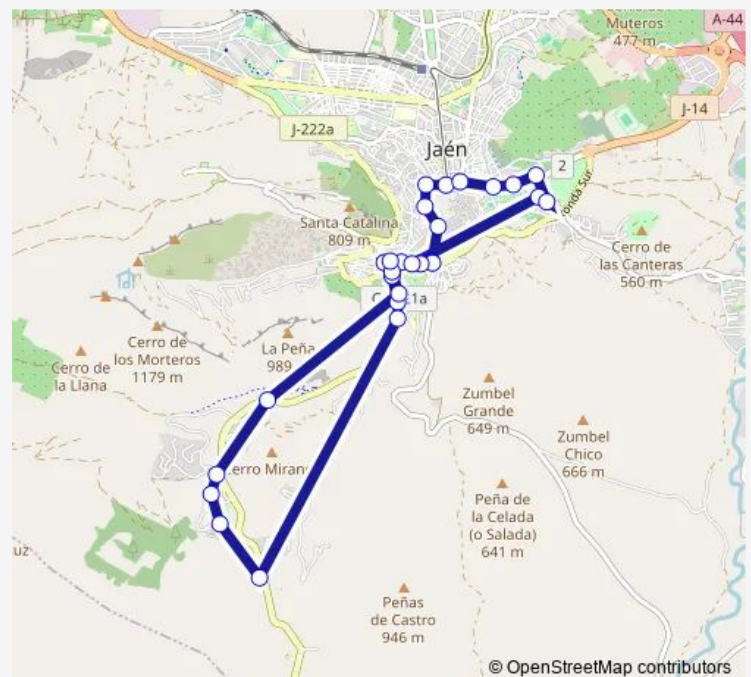 Muteros
477 m
A-44
J-14
J-222a
Jaén
2
Ronda Sur
Santa Catalina
809 m
Cerro de
las Canteras
560 m
Cerro de
los Morteros
1179 m
La Peña
989
Cerro de
la Llana
Zumbel
Grande
649 m
Zumbel
Chico
666 m
Cerro Miran
Peña de
la Celada
(o Salada)
641 m
uz
Peñas
de Castro
946 m
© OpenStreetMap contributors